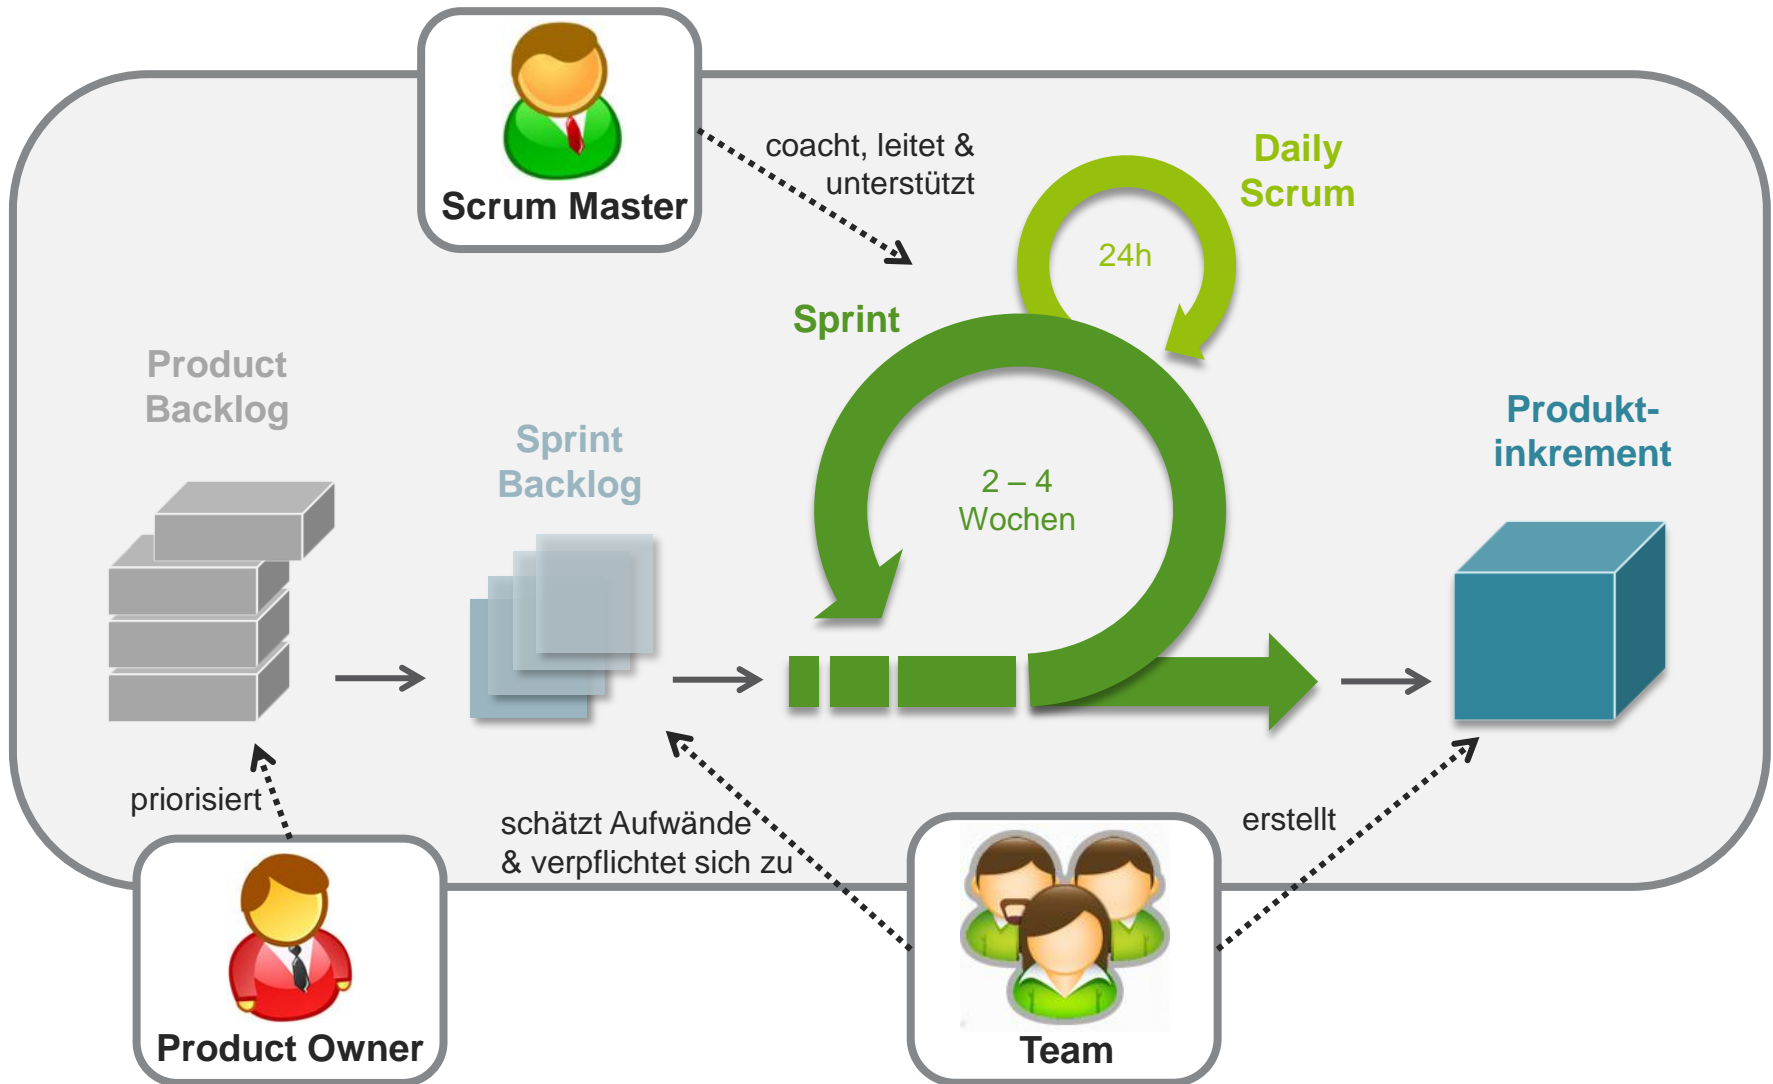 Scrum Master
coacht, leitet &
unterstützt
Daily
Scrum
24h
Sprint
Product
Backlog
Sprint
Backlog
2 – 4
Wochen
Produkt-
inkrement
priorisiert
schätzt Aufwände
& verpflichtet sich zu
erstellt
Product Owner
Team